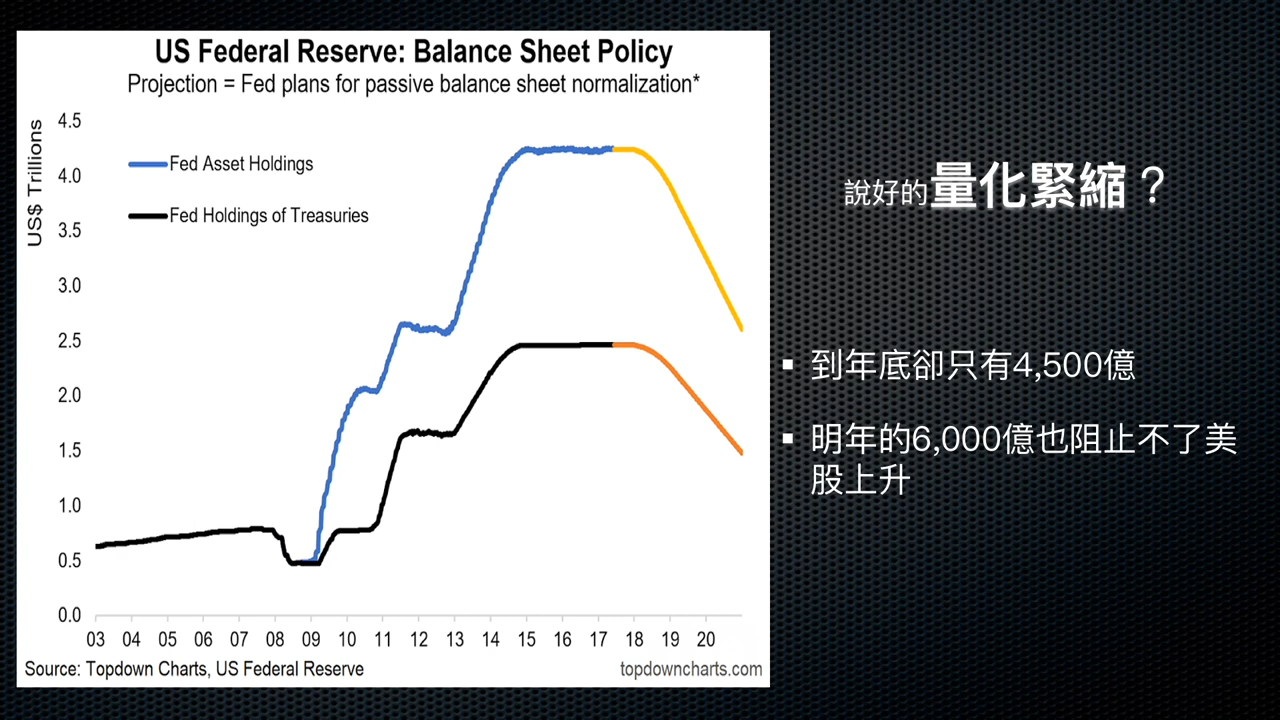 US Federal Reserve: Balance Sheet Policy
Projection = Fed plans for passive balance sheet normalization*
US$ Trillions
4.5
4.0
3.5
3.0
2.5
2.0
1.5
1.0
0.5
0.0
Fed Asset Holdings
Fed Holdings of Treasuries
03 04 05 06 07 08 09 10 11 12 13 14 15 16 17 18 19 20
Source: Topdown Charts, US Federal Reserve
topdowncharts.com
說好的量化緊縮？
▪ 到年底卻只有4,500億
▪ 明年的6,000億也阻止不了美
股上升